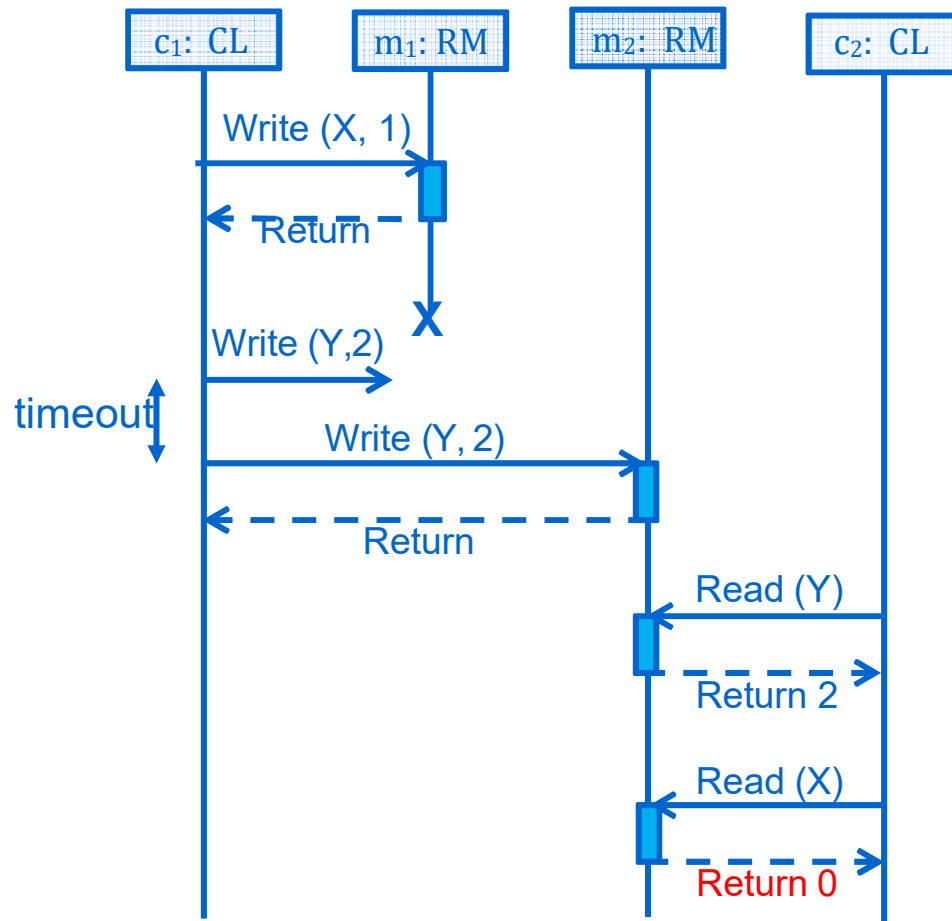 c₁: CL
m₁: RM
m₂: RM
c₂: CL
Write (X, 1)
Return
X
Write (Y,2)
timeout
Write (Y, 2)
Return
Read (Y)
Return 2
Read (X)
Return 0